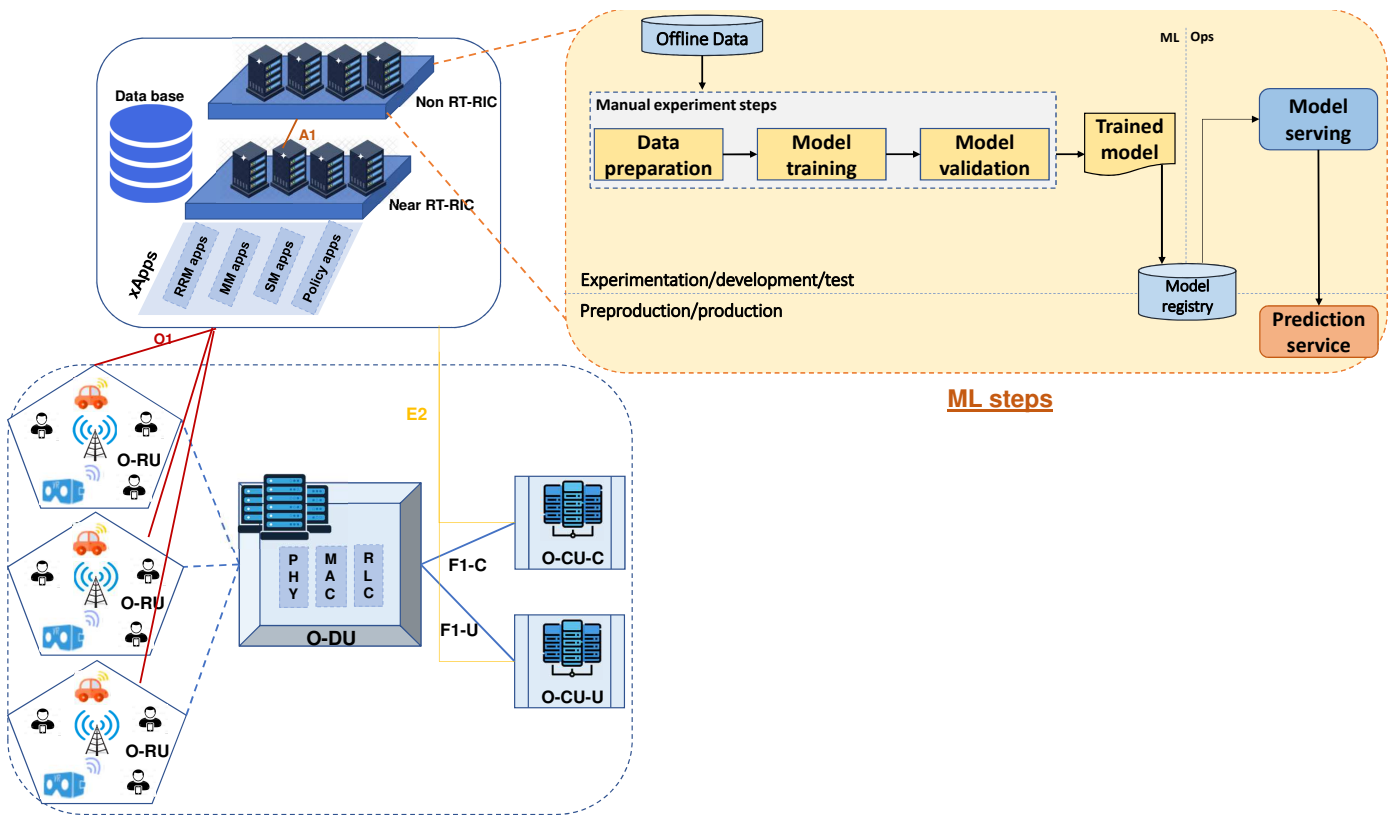 Data base
Non RT-RIC
A1
Near RT-RIC
xApps
RRM apps
MM apps
SM apps
Policy apps
Offline Data
ML
Ops
Manual experiment steps
Data
preparation
Model
training
Model
validation
Trained
model
Model
serving
Experimentation/development/test
Preproduction/production
Model
registry
Prediction
service
ML steps
O1
E2
O-RU
O-RU
O-RU
P
H
Y
M
A
C
R
L
C
O-DU
F1-C
F1-U
O-CU-C
O-CU-U